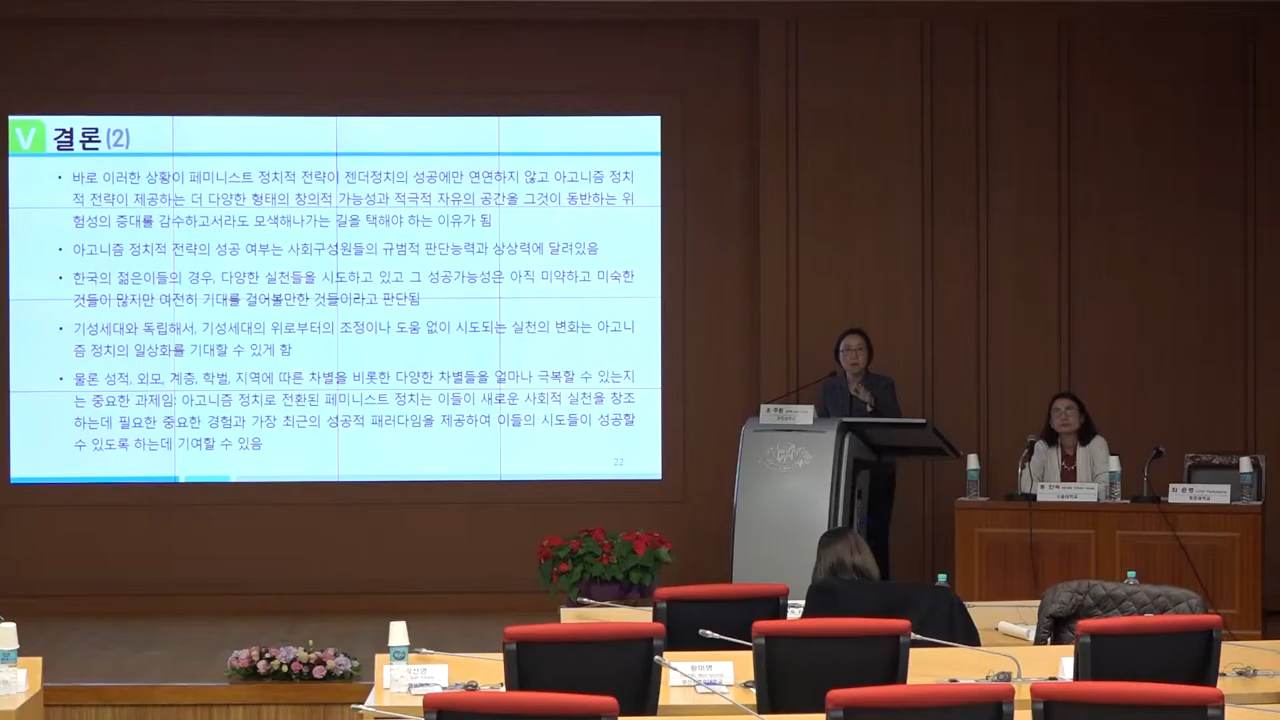 V 결론(2)
• 바로 이러한 상황이 페미니스트 정치적 전략이 젠더정치의 성공에만 연연하지 않고 아고니즘 정치
적 전략이 제공하는 더 다양한 형태의 창의적 가능성과 적극적 자유의 공간을 그것이 동반하는 위
험성의 증대를 감수하고서라도 모색해나가는 길을 택해야 하는 이유가 됨
• 아고니즘 정치적 전략의 성공 여부는 사회구성원들의 규범적 판단능력과 상상력에 달려있음
• 한국의 젊은이들의 경우, 다양한 실천들을 시도하고 있고 그 성공가능성은 아직 미약하고 미숙한
것들이 많지만 여전히 기대를 걸어볼만한 것들이라고 판단됨
• 기성세대와 독립해서, 기성세대의 위로부터의 조정이나 도움 없이 시도되는 실천의 변화는 아고니
즘 정치의 일상화를 기대할 수 있게 함
• 물론 성적, 외모, 계층, 학벌, 지역에 따른 차별을 비롯한 다양한 차별들을 얼마나 극복할 수 있는지
는 중요한 과제임: 아고니즘 정치로 전환된 페미니스트 정치는 이들이 새로운 사회적 실천을 창조
하는데 필요한 중요한 경험과 가장 최근의 성공적 패러다임을 제공하여 이들의 시도들이 성공할
수 있도록 하는데 기여할 수 있음
22
조 주현